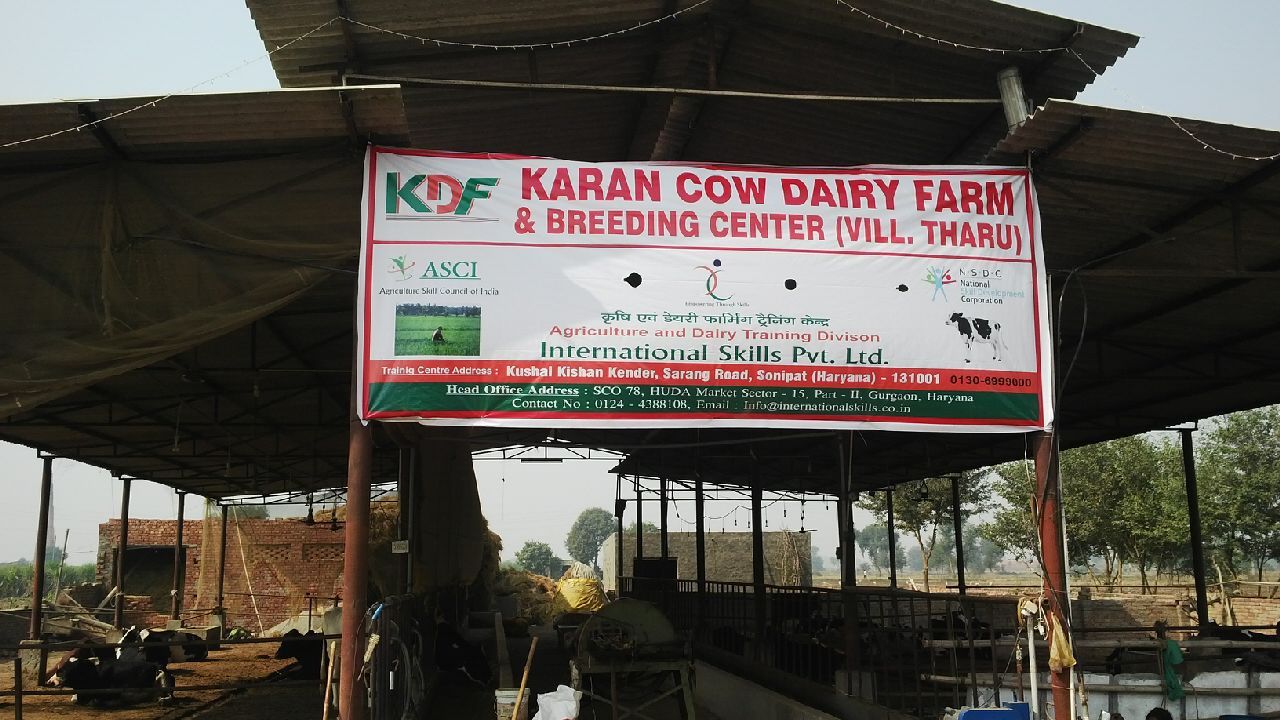 KDF
KARAN COW DAIRY FARM
& BREEDING CENTER (VILL. THARU)
ASCI
Agriculture Skill Council of India
Empowering Through Skills
N·S·D·C
National
Skill Development
Corporation
कृषि एवं डेयरी फार्मिग ट्रैनिंग केन्द्र
Agriculture and Dairy Training Divison
International Skills Pvt. Ltd.
Trainig Centre Address : Kushal Kishan Kender, Sarang Road, Sonipat (Haryana) - 131001 0130-6999000
Head Office Address : SCO 78, HUDA Market Sector - 15, Part - II, Gurgaon, Haryana
Contact No : 0124 - 4388108, Email : Info@internationalskills.co.in